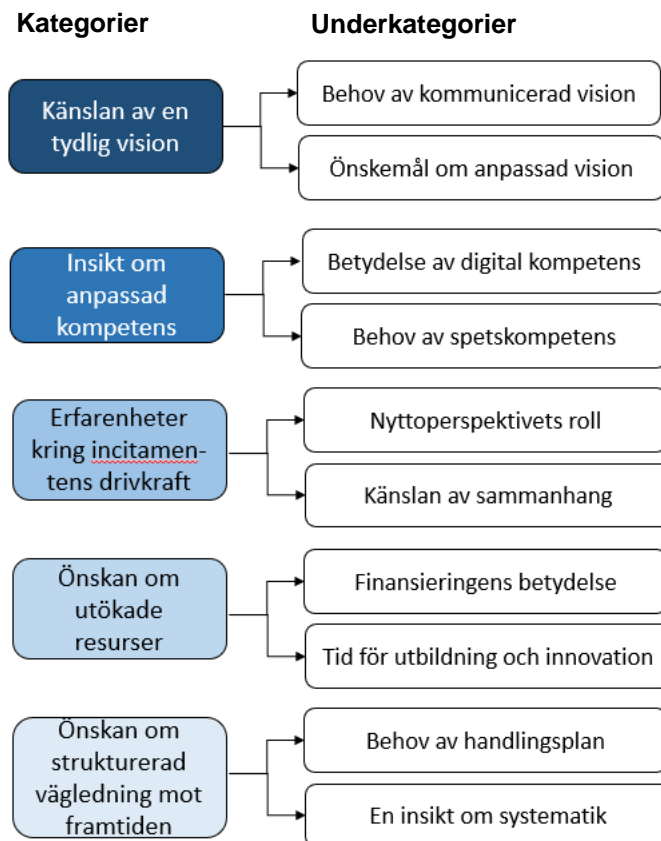 Kategorier
Underkategorier
Känslan av en
tydlig vision
Behov av kommunicerad vision
Önskemål om anpassad vision
Insikt om
anpassad
kompetens
Betydelse av digital kompetens
Behov av spetskompetens
Erfarenheter
kring incitamen-
tens drivkraft
Nyttoperspektivets roll
Känslan av sammanhang
Önskan om
utökade
resurser
Finansieringens betydelse
Tid för utbildning och innovation
Önskan om
strukturerad
vägledning mot
framtiden
Behov av handlingsplan
En insikt om systematik